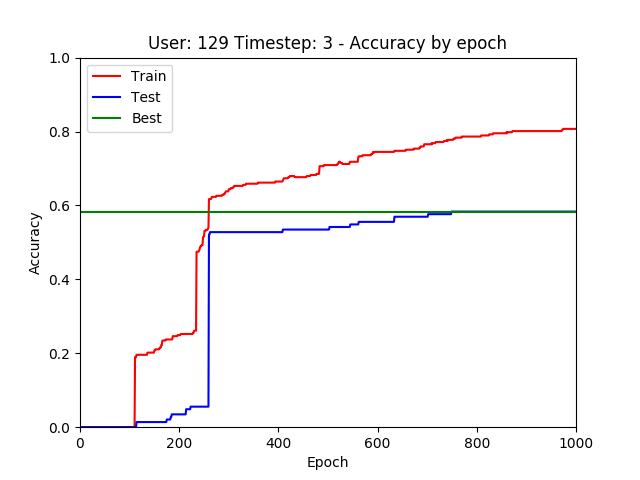 User: 129 Timestep: 3 - Accuracy by epoch
1.0
Train
Test
Best
0.8
0.6
Accuracy
0.4
0.2
0.0
0 200 400 600 800 1000
Epoch